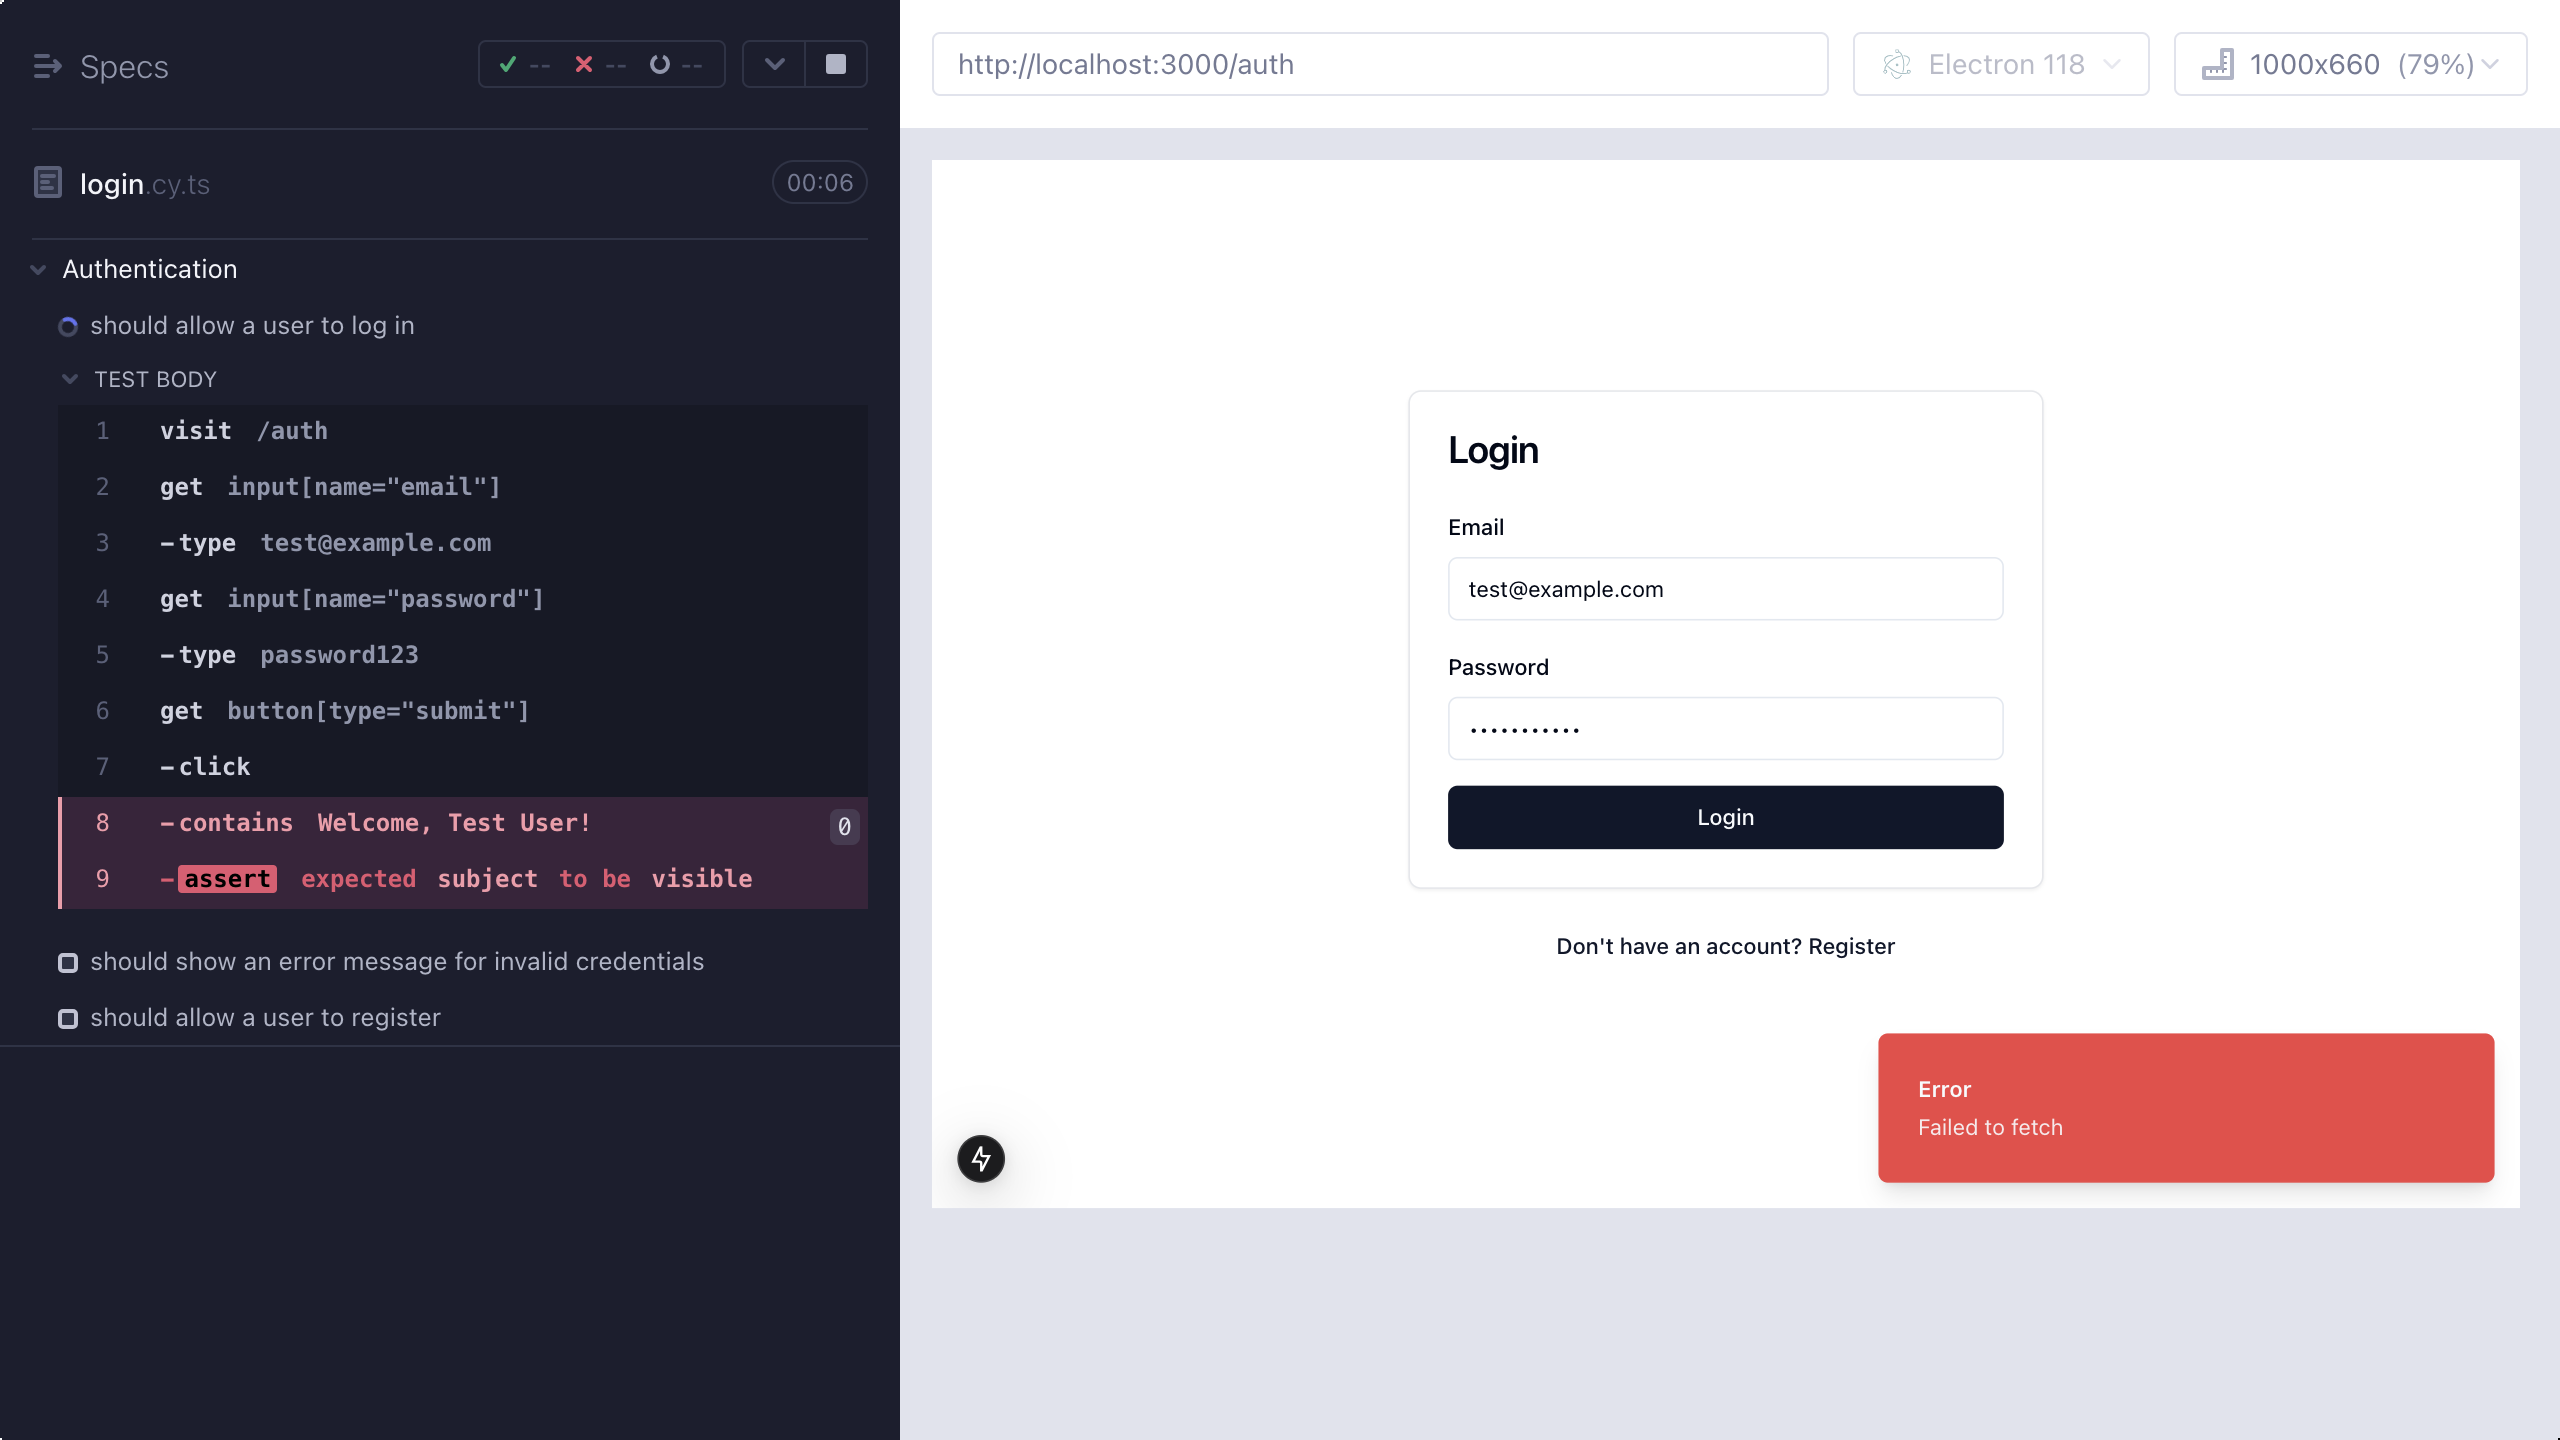 Specs
-- -- --
login.cy.ts
00:06
Authentication
should allow a user to log in
TEST BODY
1 visit /auth
2 get input[name="email"]
3 -type test@example.com
4 get input[name="password"]
5 -type password123
6 get button[type="submit"]
7 -click
8 -contains Welcome, Test User! 0
9 -assert expected subject to be visible
should show an error message for invalid credentials
should allow a user to register
http://localhost:3000/auth
Electron 118
1000x660 (79%)
Login
Email
test@example.com
Password
•••••••••••
Login
Don't have an account? Register
Error
Failed to fetch